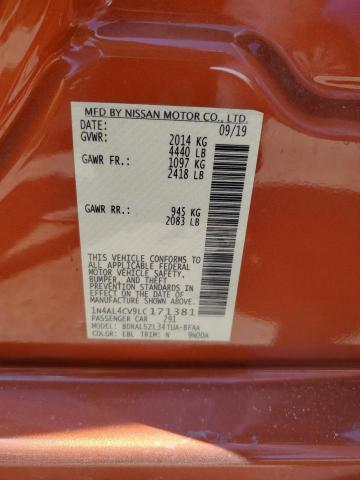 MFD BY NISSAN MOTOR CO., LTD.
DATE: 09/19
GVWR: 2014 KG
4440 LB
GAWR FR: 1097 KG
2418 LB
GAWR RR: 945 KG
2083 LB
THIS VEHICLE CONFORMS TO
ALL APPLICABLE FEDERAL
MOTOR VEHICLE SAFETY,
BUMPER, AND THEFT
PREVENTION STANDARDS
IN EFFECT ON THE DATE OF
MANUFACTURE SHOWN ABOVE.
1N4AL4CV9LC171381
PASSENGER CAR 291
MODEL: BDRALSZL34TUA-BFAA
COLOR: EBL TRIM: N 9N00A